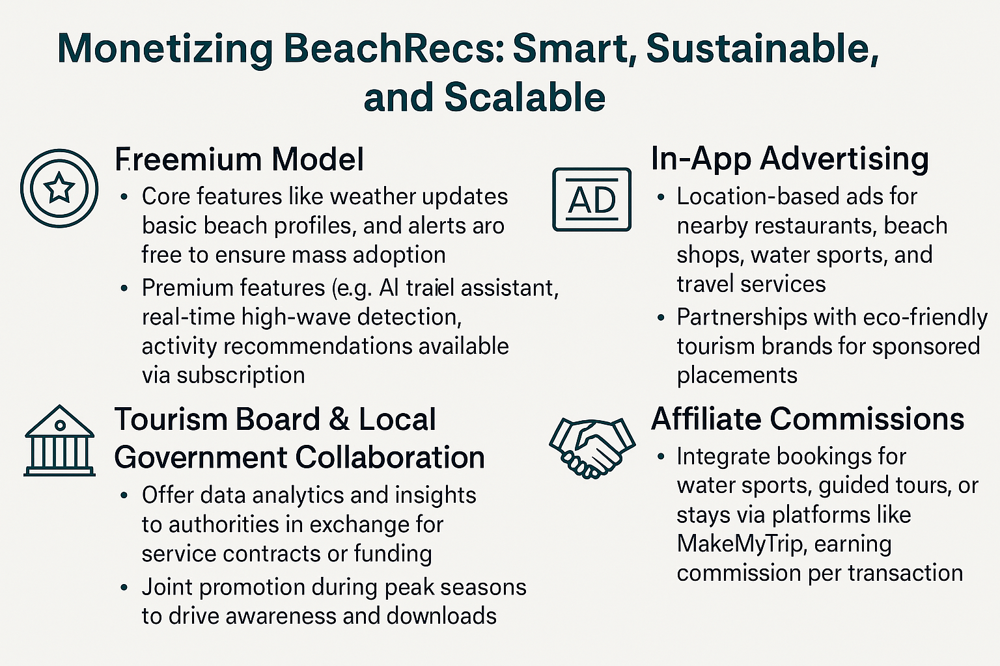 Monetizing BeachRecs: Smart, Sustainable,
and Scalable
Freemium Model
• Core features like weather updates
basic beach profiles, and alerts aro
free to ensure mass adoption
• Premium features (e.g. AI traiel assistant,
real-time high-wave detection,
activity recommendations available
via subscription
AD
In-App Advertising
• Location-based ads for
nearby restaurants, beach
shops, water sports, and
travel services
• Partnerships with eco-friendly
tourism brands for sponsored
placements
Tourism Board & Local
Government Collaboration
• Offer data analytics and insights
to authorities in exchange for
service contracts or funding
• Joint promotion during peak seasons
to drive awareness and downloads
Affiliate Commissions
• Integrate bookings for
water sports, guided tours, or
stays via platforms like
MakeMyTrip, earning
commission per transaction